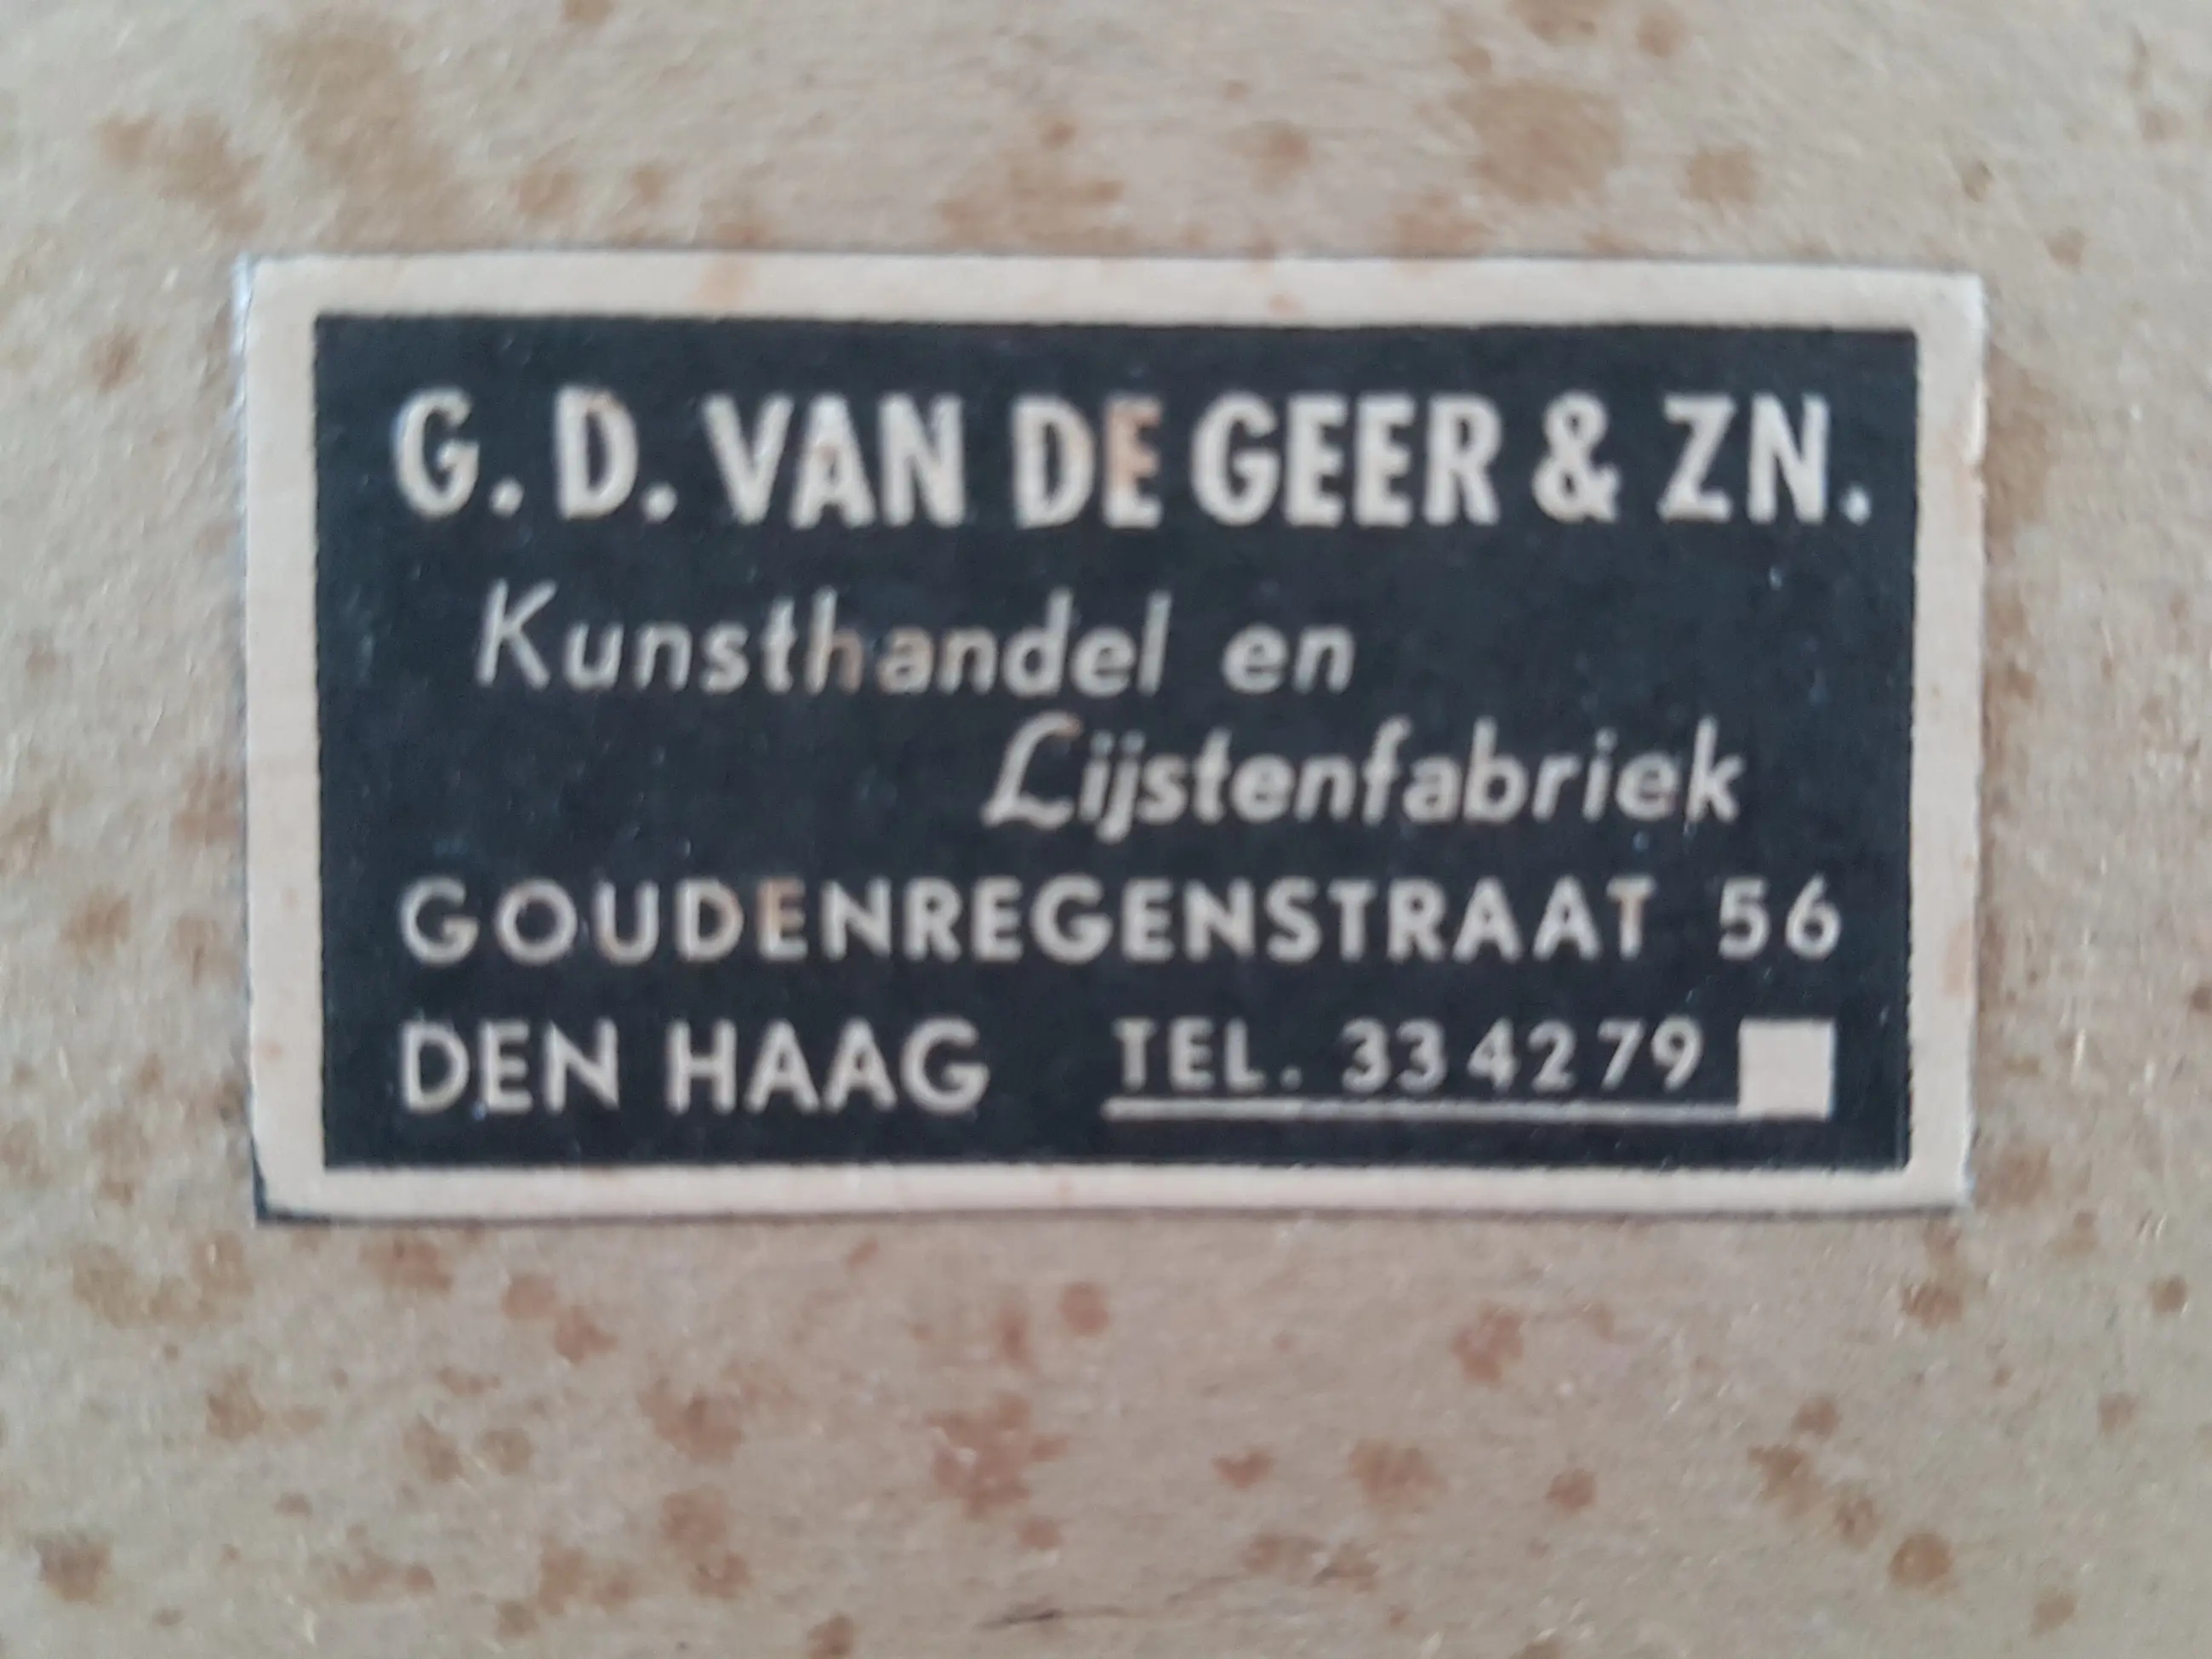 G. D. VAN DE GEER & ZN.
Kunsthandel en
Lijstenfabriek
GOUDENREGENSTRAAT 56
DEN HAAG TEL. 334279